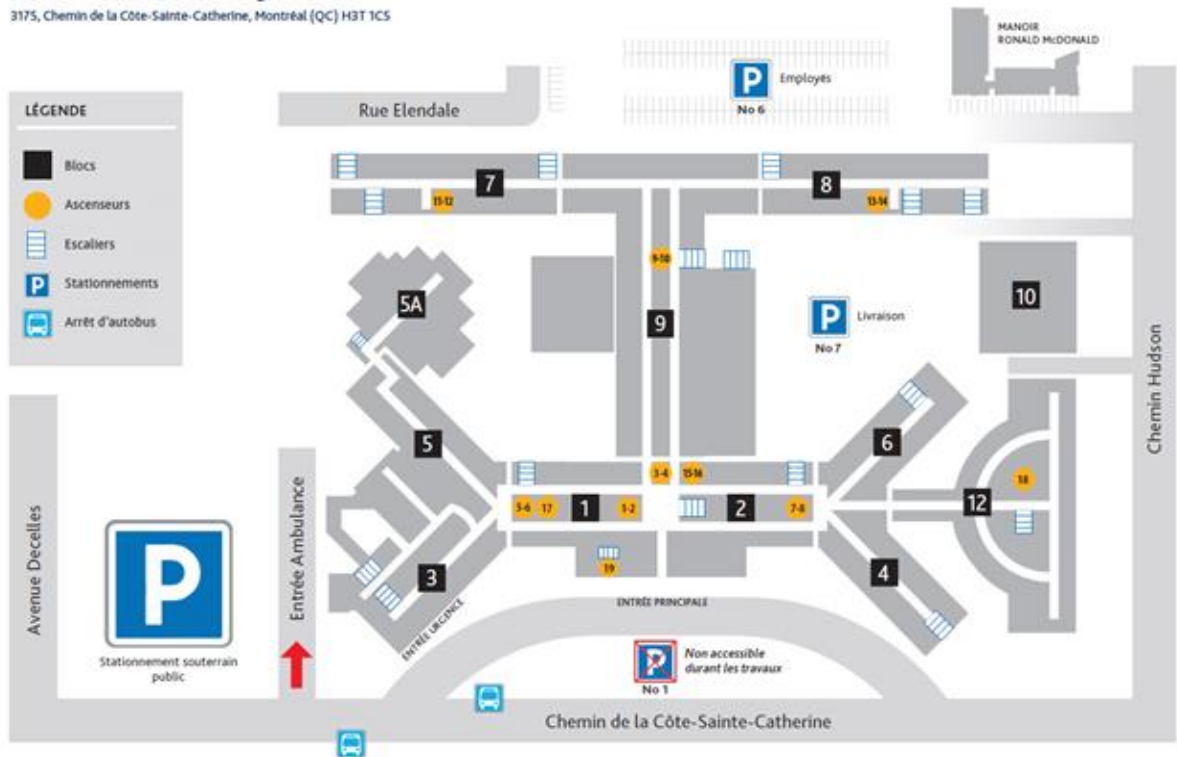 3175, Chemin de la Côte-Sainte-Catherine, Montréal (QC) H3T 1C5
MANOIR
RONALD McDONALD
LÉGENDE
Blocs
Ascenseurs
Escaliers
P
Stationnements
Arrêt d'autobus
Rue Elendale
P
Employés
No 6
7
8
11-12
13-14
9-10
5A
9
10
P
Livraison
No 7
Chemin Hudson
5
6
3-4
15-16
18
12
5-6
17
1
1-2
2
7-8
19
3
4
Avenue Decelles
P
Stationnement souterrain
public
Entrée Ambulance
ENTRÉE URGENCE
ENTRÉE PRINCIPALE
P
Non accessible
durant les travaux
No 1
Chemin de la Côte-Sainte-Catherine